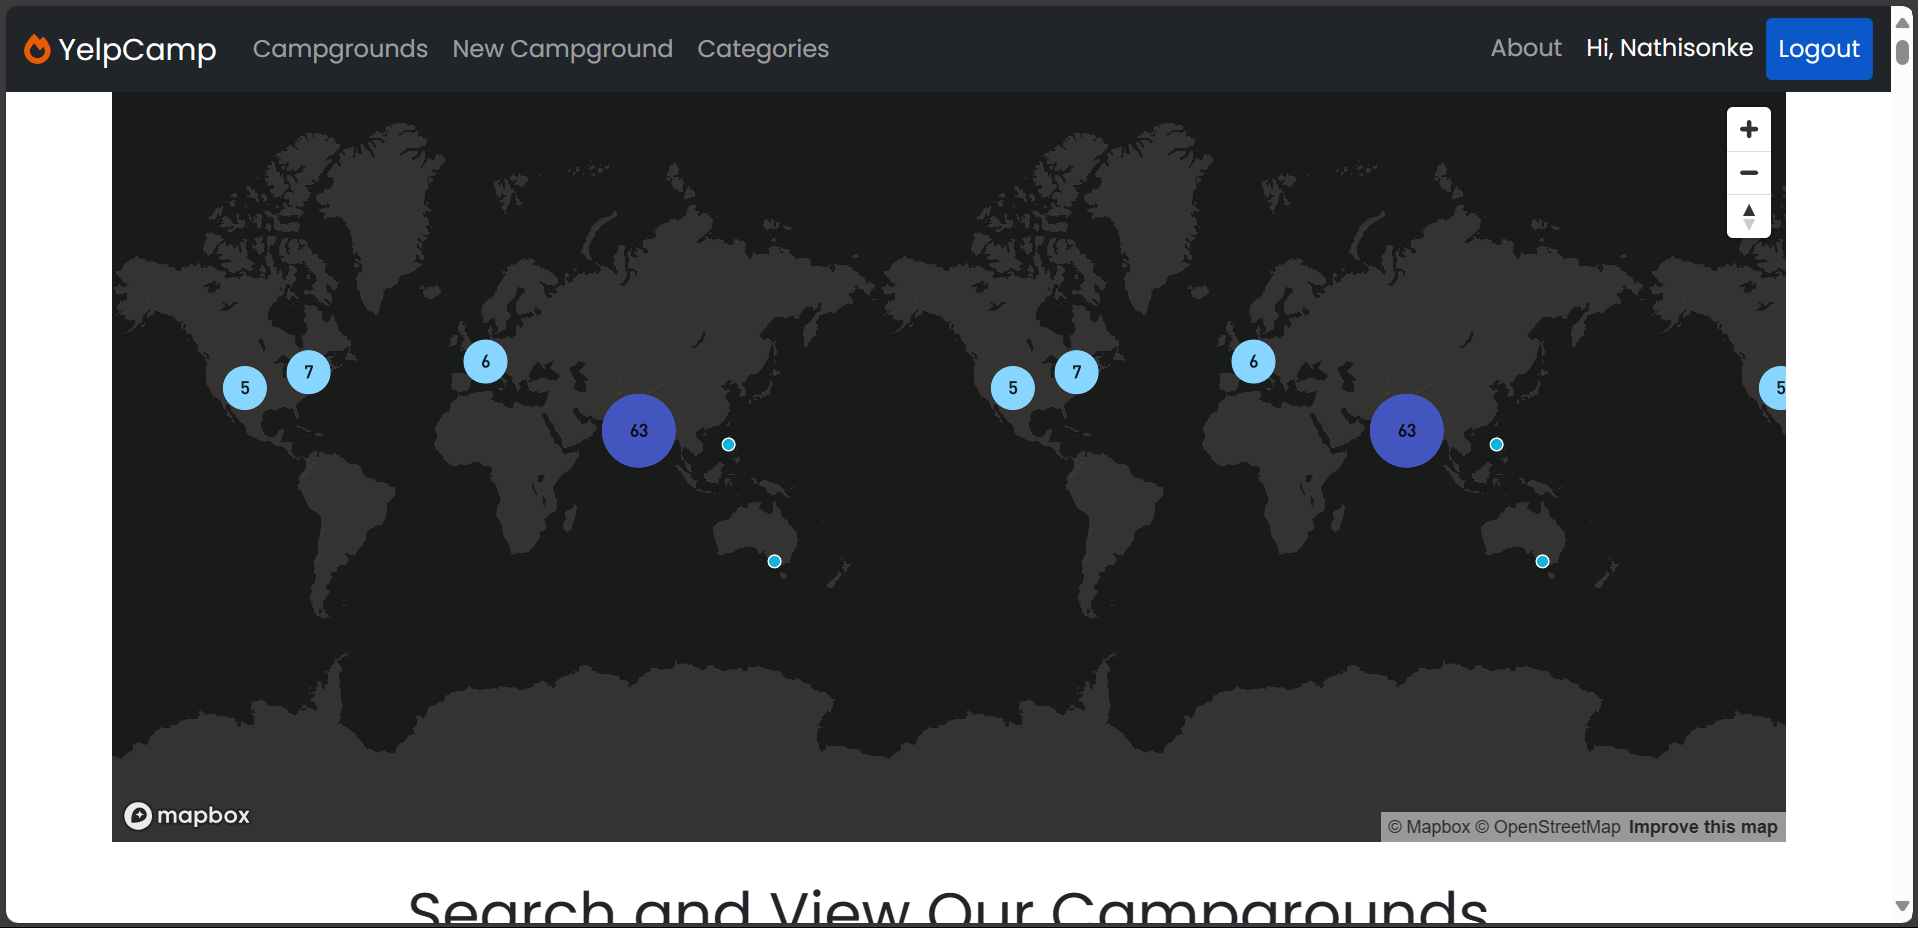 YelpCamp Campgrounds New Campground Categories About Hi, Nathisonke Logout
6 6
7 7
5 5 5
63 63
mapbox
© Mapbox © OpenStreetMap Improve this map
Search and View Our Campgrounds